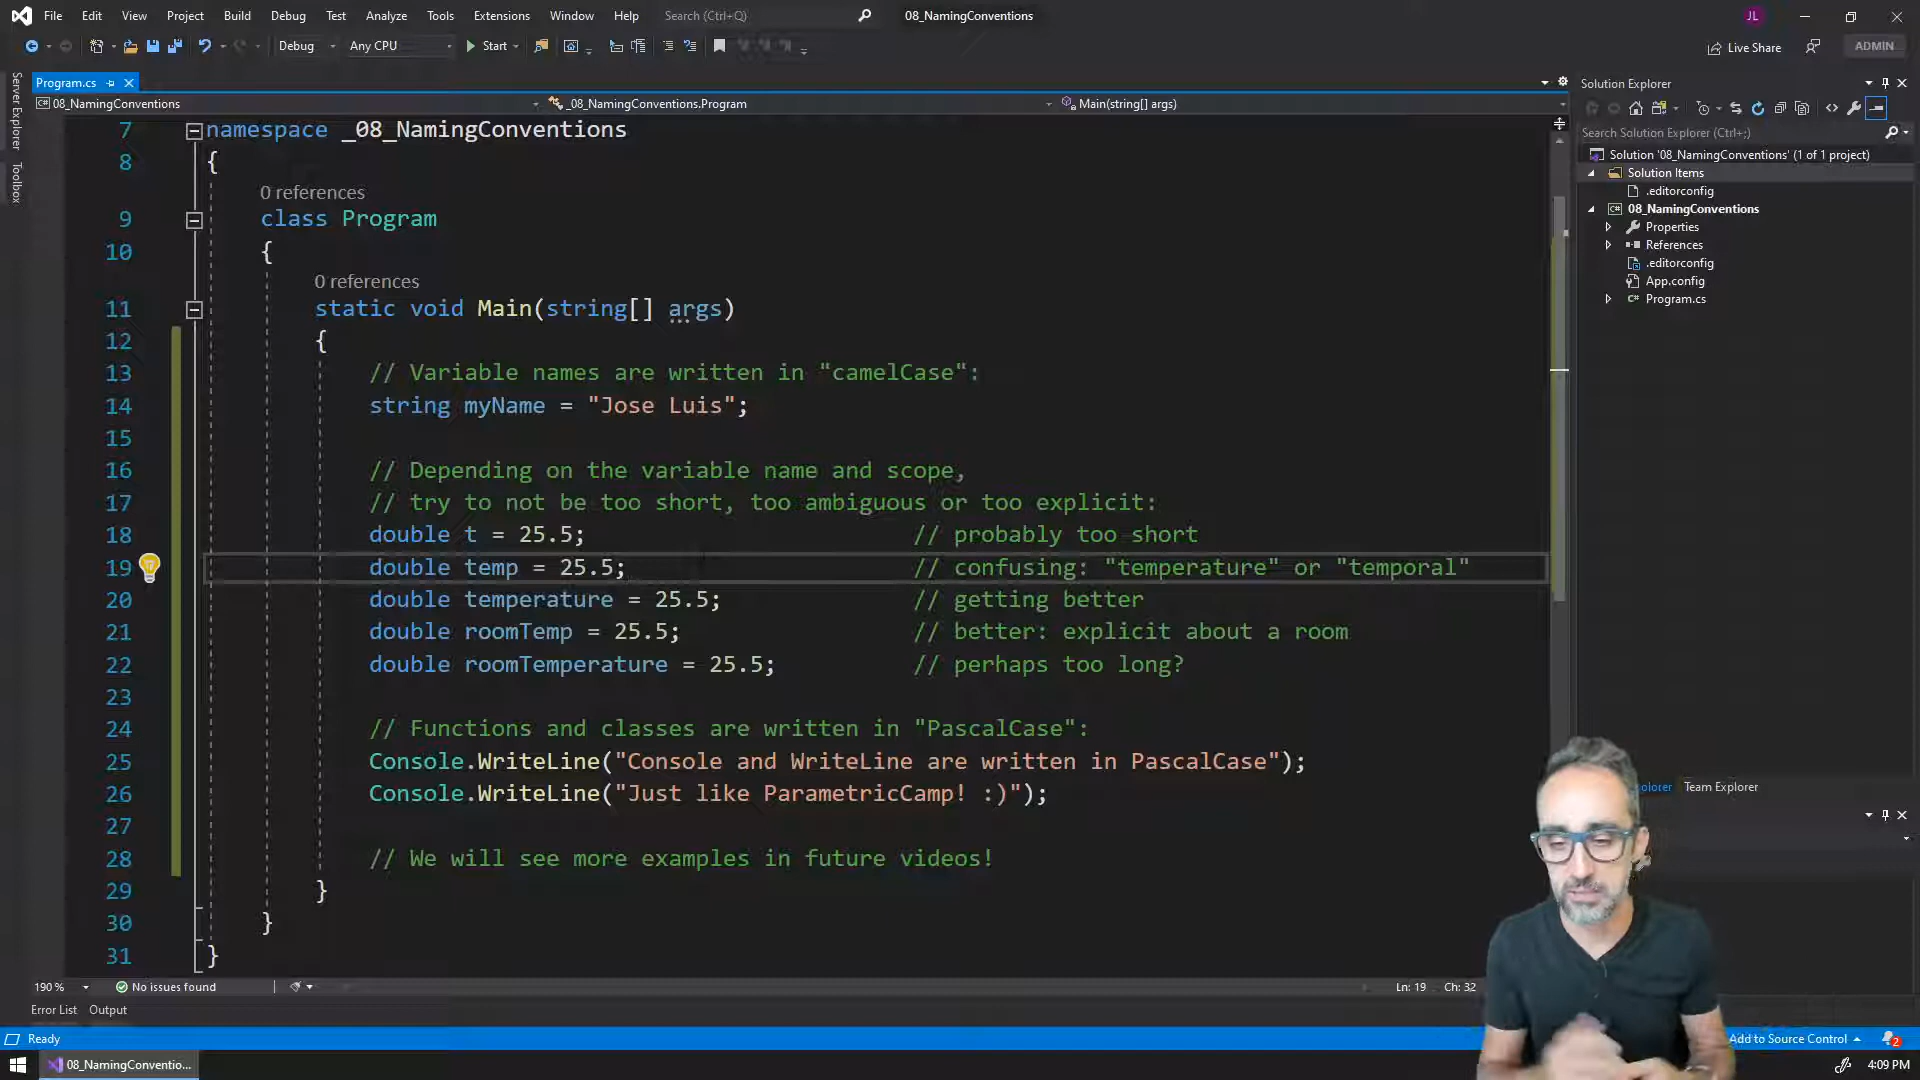 File Edit View Project Build Debug Test Analyze Tools Extensions Window Help Search (Ctrl+Q) 08_NamingConventions JL
Debug Any CPU Start Live Share ADMIN
Server Explorer
Toolbox
Program.cs
08_NamingConventions _08_NamingConventions.Program Main(string[] args)
7 namespace _08_NamingConventions
8 {
0 references
9 class Program
10 {
0 references
11 static void Main(string[] args)
12 {
13 // Variable names are written in "camelCase":
14 string myName = "Jose Luis";
15
16 // Depending on the variable name and scope,
17 // try to not be too short, too ambiguous or too explicit:
18 double t = 25.5; // probably too short
19 double temp = 25.5; // confusing: "temperature" or "temporal"
20 double temperature = 25.5; // getting better
21 double roomTemp = 25.5; // better: explicit about a room
22 double roomTemperature = 25.5; // perhaps too long?
23
24 // Functions and classes are written in "PascalCase":
25 Console.WriteLine("Console and WriteLine are written in PascalCase");
26 Console.WriteLine("Just like ParametricCamp! :)");
27
28 // We will see more examples in future videos!
29 }
30 }
31 }
190 % No issues found Ln: 19 Ch: 32
Error List Output
Ready Add to Source Control 2
08_NamingConventio... 4:09 PM
Solution Explorer
Search Solution Explorer (Ctrl+;)
Solution '08_NamingConventions' (1 of 1 project)
Solution Items
.editorconfig
C# 08_NamingConventions
Properties
References
.editorconfig
App.config
C# Program.cs
Team Explorer